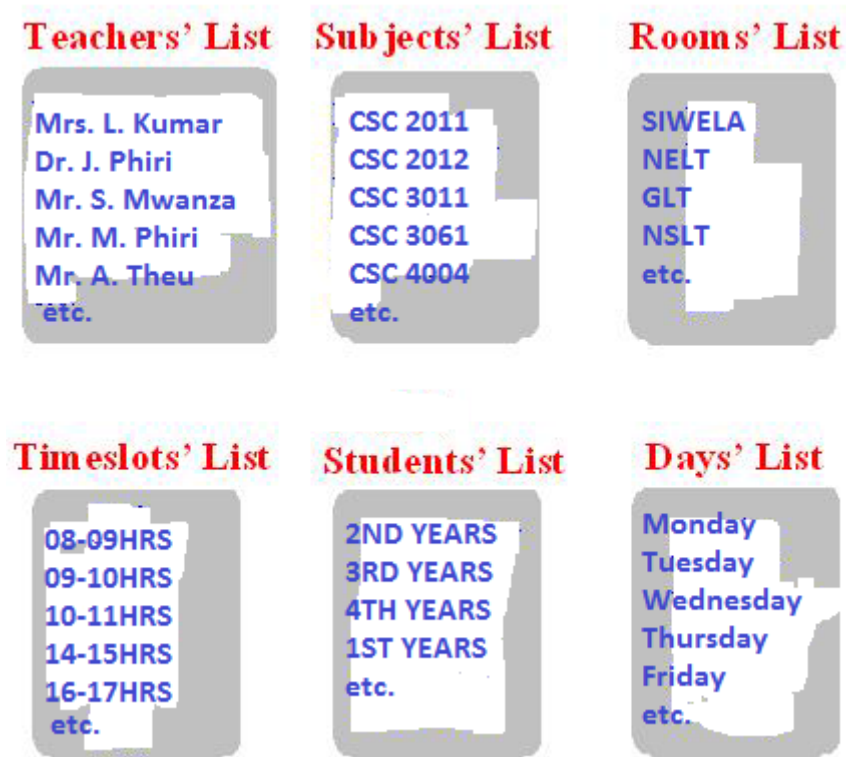 Teachers' List
Mrs. L. Kumar
Dr. J. Phiri
Mr. S. Mwanza
Mr. M. Phiri
Mr. A. Theu
etc.
Subjects' List
CSC 2011
CSC 2012
CSC 3011
CSC 3061
CSC 4004
etc.
Rooms' List
SIWELA
NELT
GLT
NSLT
etc.
Timeslots' List
08-09HRS
09-10HRS
10-11HRS
14-15HRS
16-17HRS
etc.
Students' List
2ND YEARS
3RD YEARS
4TH YEARS
1ST YEARS
etc.
Days' List
Monday
Tuesday
Wednesday
Thursday
Friday
etc.